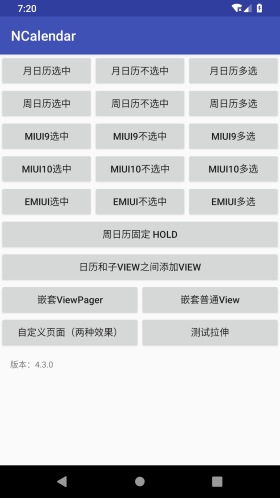 7:20
NCalendar
月日历选中 月日历不选中 月日历多选
周日历选中 周日历不选中 周日历多选
MIUI9选中 MIUI9不选中 MIUI9多选
MIUI10选中 MIUI10不选中 MIUI10多选
EMIUI选中 EMIUI不选中 EMIUI多选
周日历固定 HOLD
日历和子VIEW之间添加VIEW
嵌套ViewPager 嵌套普通View
自定义页面（两种效果） 测试拉伸
版本：4.3.0